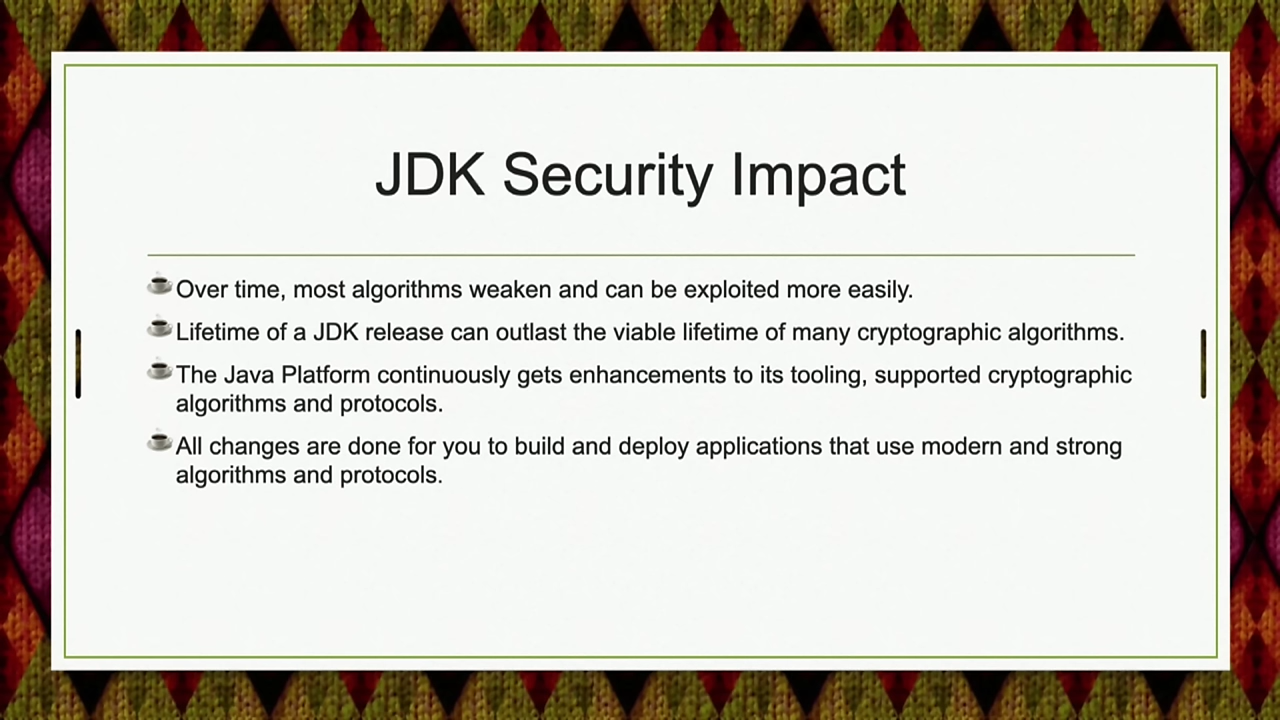 JDK Security Impact
Over time, most algorithms weaken and can be exploited more easily.
Lifetime of a JDK release can outlast the viable lifetime of many cryptographic algorithms.
The Java Platform continuously gets enhancements to its tooling, supported cryptographic
algorithms and protocols.
All changes are done for you to build and deploy applications that use modern and strong
algorithms and protocols.